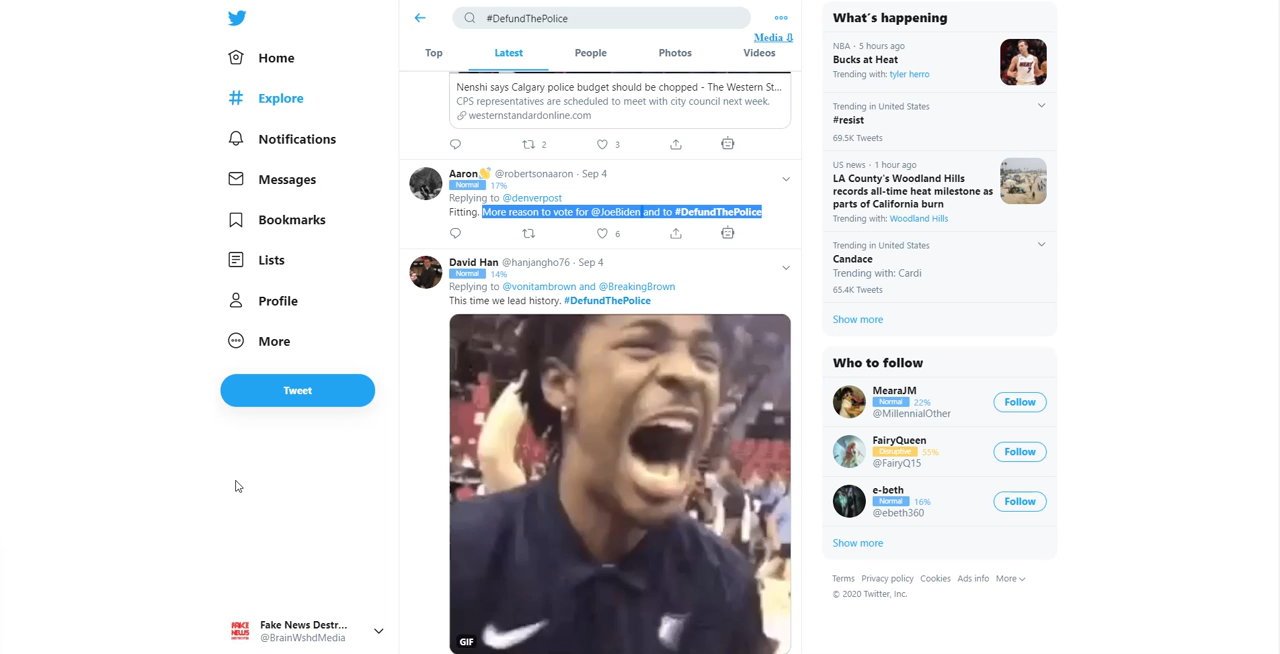 Home
Explore
Notifications
Messages
Bookmarks
Lists
Profile
More
Tweet
Fake News Destr...
@BrainWshdMedia
#DefundThePolice
Media ⇩
Top Latest People Photos Videos
Nenshi says Calgary police budget should be chopped - The Western St...
CPS representatives are scheduled to meet with city council next week.
westernstandardonline.com
2 3
Aaron👋 @robertsonaaron · Sep 4
Normal 17%
Replying to @denverpost
Fitting. More reason to vote for @JoeBiden and to #DefundThePolice
6
David Han @hanjangho76 · Sep 4
Normal 14%
Replying to @vonitambrown and @BreakingBrown
This time we lead history. #DefundThePolice
GIF
What's happening
NBA · 5 hours ago
Bucks at Heat
Trending with: tyler herro
Trending in United States
#resist
69.5K Tweets
US news · 1 hour ago
LA County's Woodland Hills
records all-time heat milestone as
parts of California burn
Trending with: Woodland Hills
Trending in United States
Candace
Trending with: Cardi
65.4K Tweets
Show more
Who to follow
MearaJM
Normal 22%
@MillennialOther
Follow
FairyQueen
Disruptive 55%
@FairyQ15
Follow
e-beth
Normal 16%
@ebeth360
Follow
Show more
Terms Privacy policy Cookies Ads info More
© 2020 Twitter, Inc.